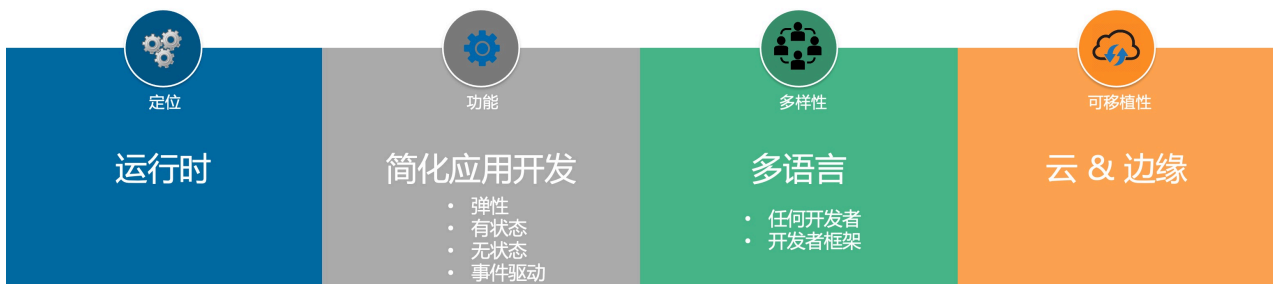 定位
运行时
功能
简化应用开发
• 弹性
• 有状态
• 无状态
• 事件驱动
多样性
多语言
• 任何开发者
• 开发者框架
可移植性
云 & 边缘